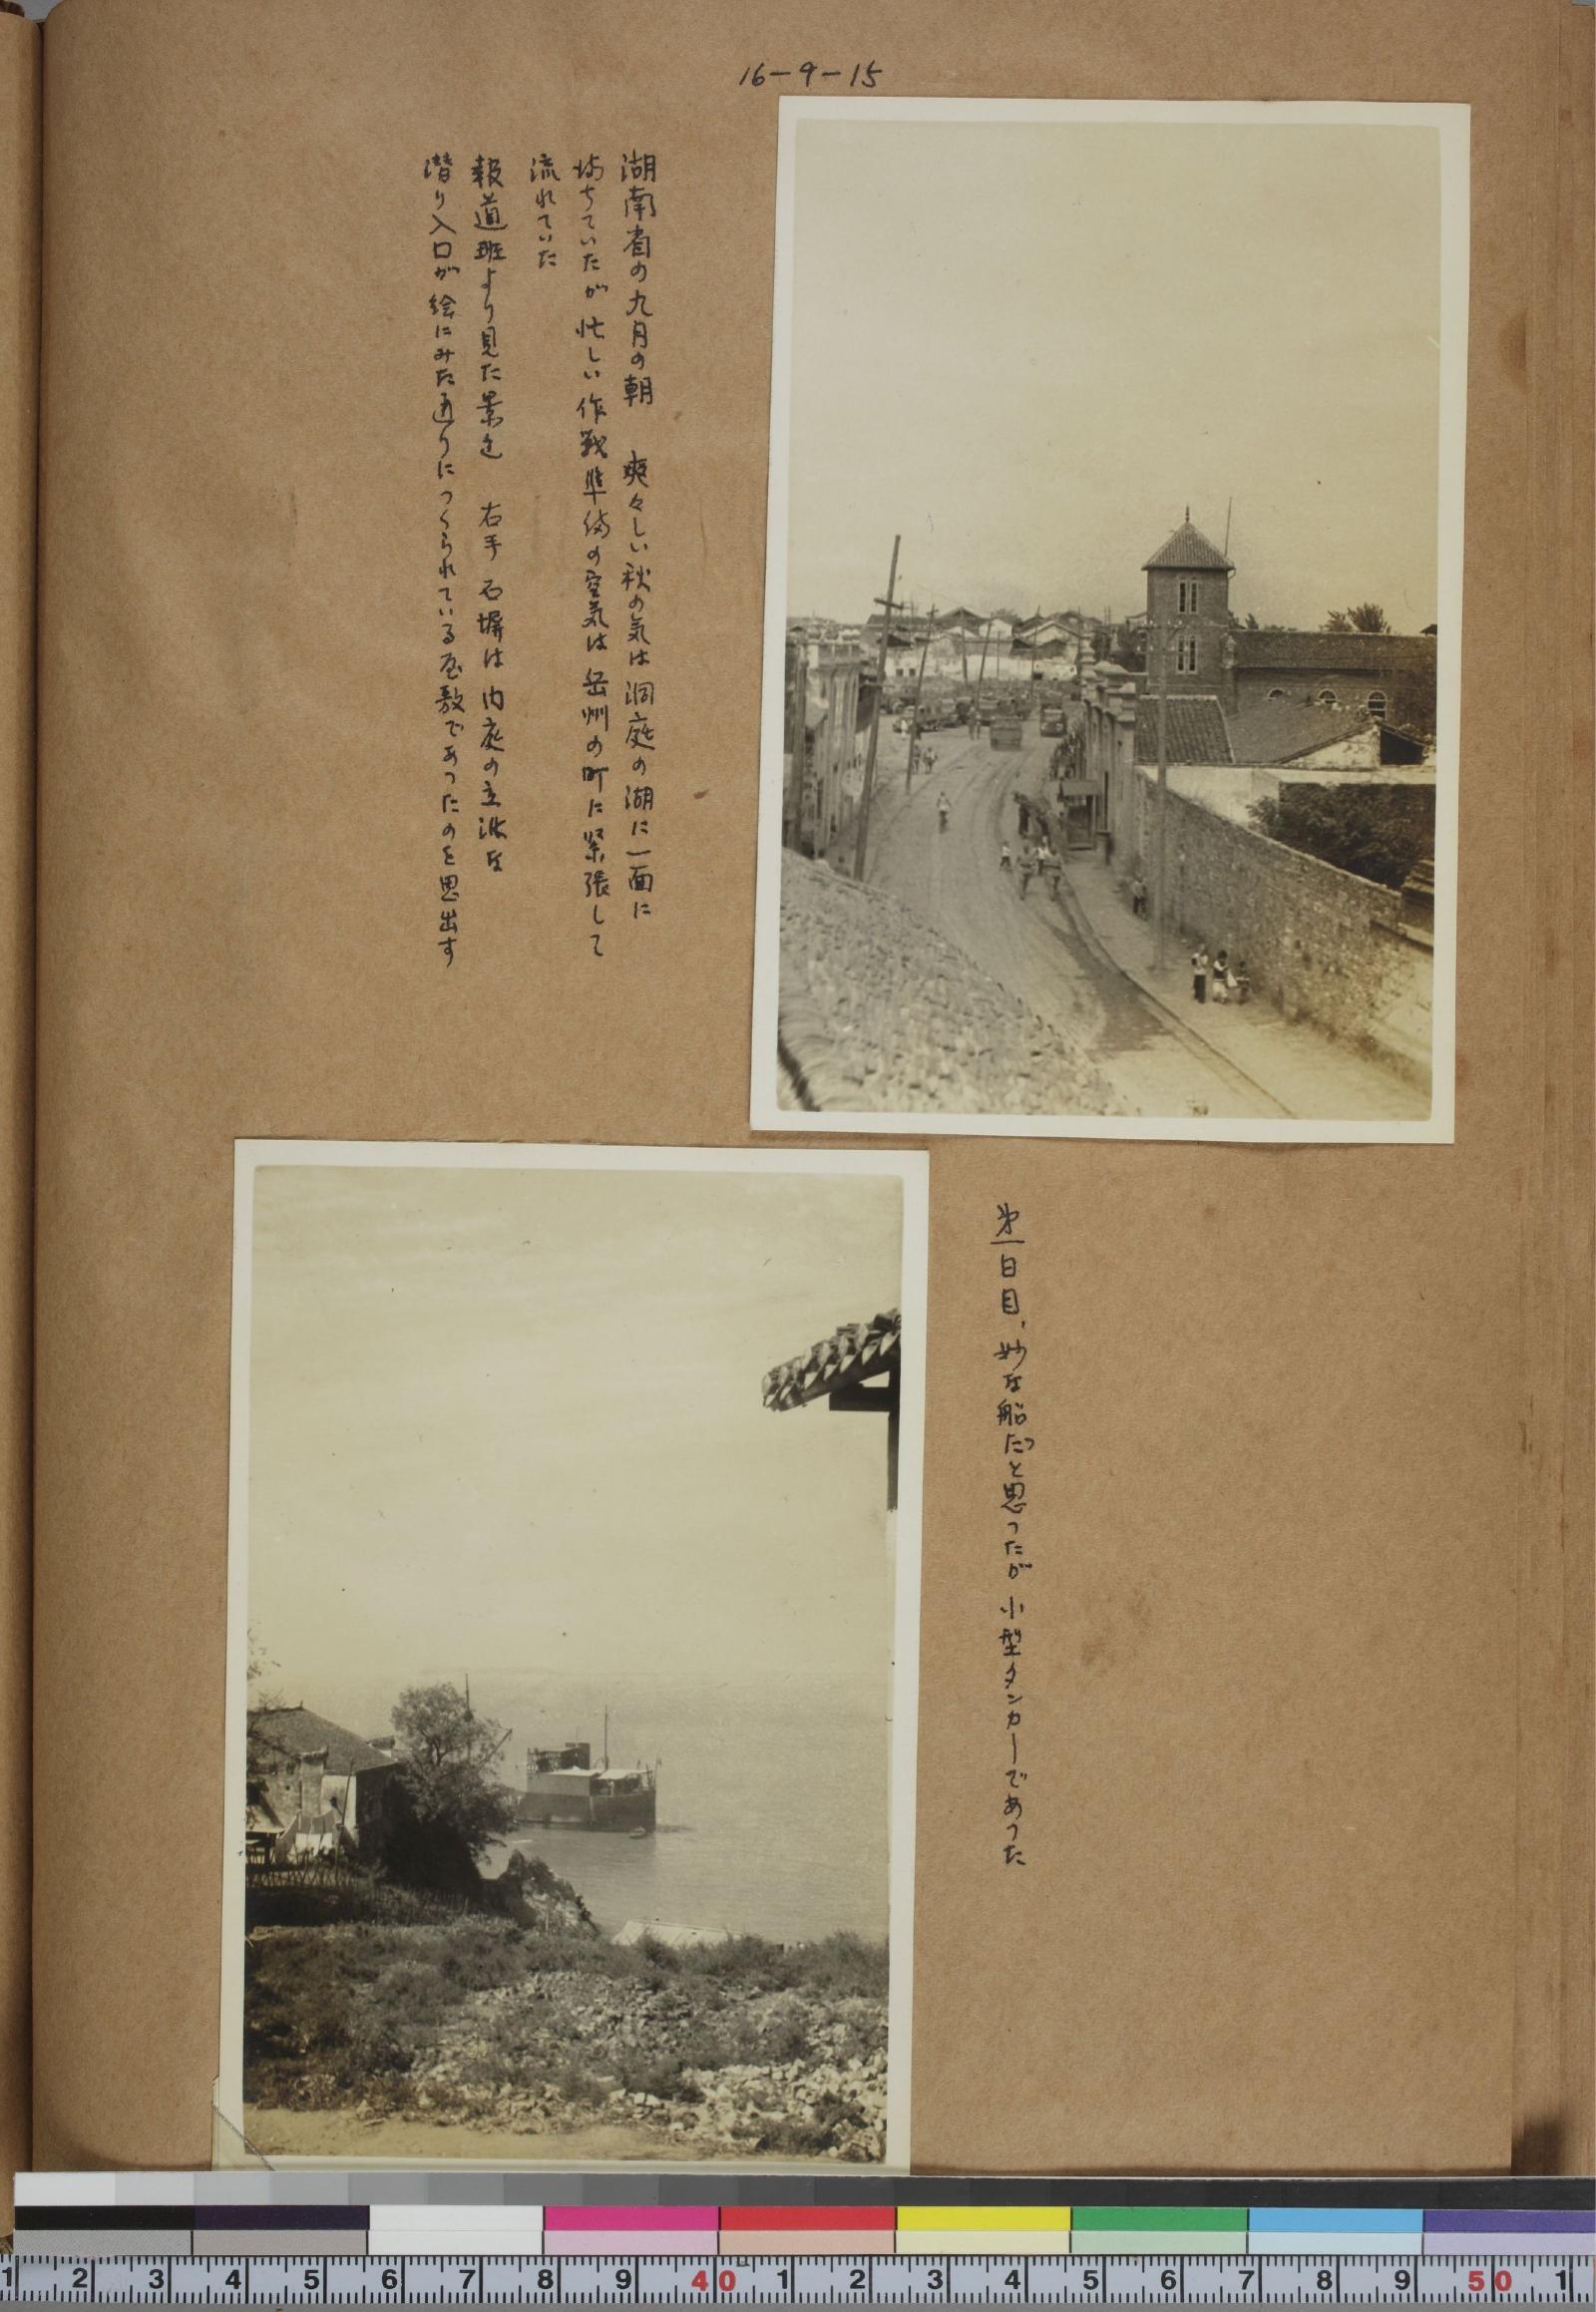 16-9-15
湖南省の九月の朝 爽々しい秋の気は洞庭の湖に一面に
満ちていたが 忙しい作戦準備の空気は岳州の町に緊張して
流れていた
報道班より見た景色 右手 石塀は内庭の立派な
潜り入口が絵にみた通りにつくられている屋敷であったのを思出す
第一日目、妙な船だっと思ったが 小型タンカーであった
1 2 3 4 5 6 7 8 9 40 1 2 3 4 5 6 7 8 9 50 1